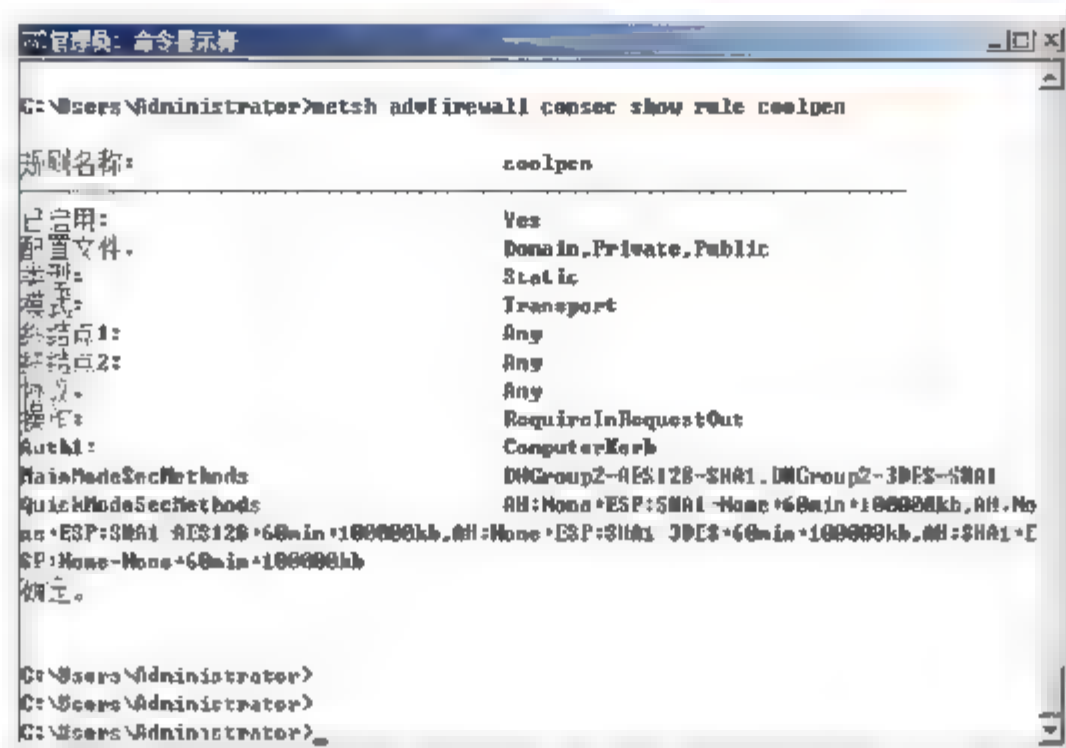 管理员: 命令提示符
C:\Users\Administrator>netsh advfirewall consec show rule coolpen
规则名称: coolpen
已启用: Yes
配置文件: Domain,Private,Public
类型: Static
模式: Transport
终结点1: Any
终结点2: Any
协议: Any
操作: RequireInRequestOut
Auth1: ComputerKerb
MainModeSecMethods DHGroup2-AES128-SHA1,DHGroup2-3DES-SHA1
QuickModeSecMethods AH:None+ESP:SHA1-None+60min+100000kb,AH:No
ne+ESP:SHA1-AES128+60min+100000kb,AH:None+ESP:SHA1-3DES+60min+100000kb,AH:SHA1+E
SP:None-None+60min+100000kb
确定。
C:\Users\Administrator>
C:\Users\Administrator>
C:\Users\Administrator>_